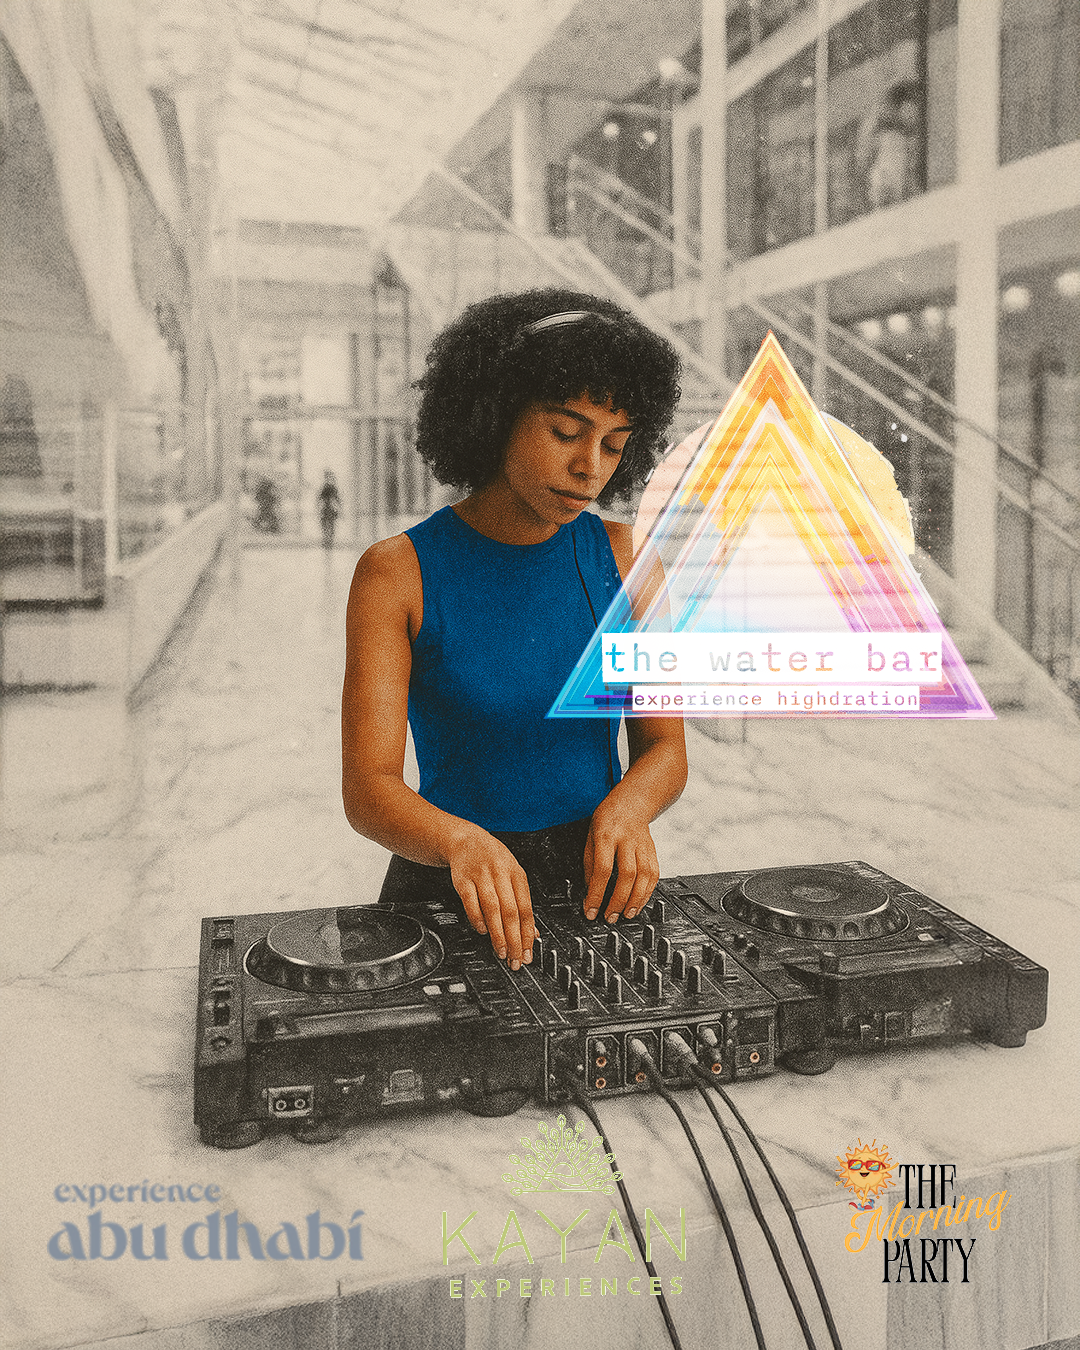 the water bar
experience highdration
experience
abu dhabi
KAYAN
EXPERIENCES
THE
Morning
PARTY